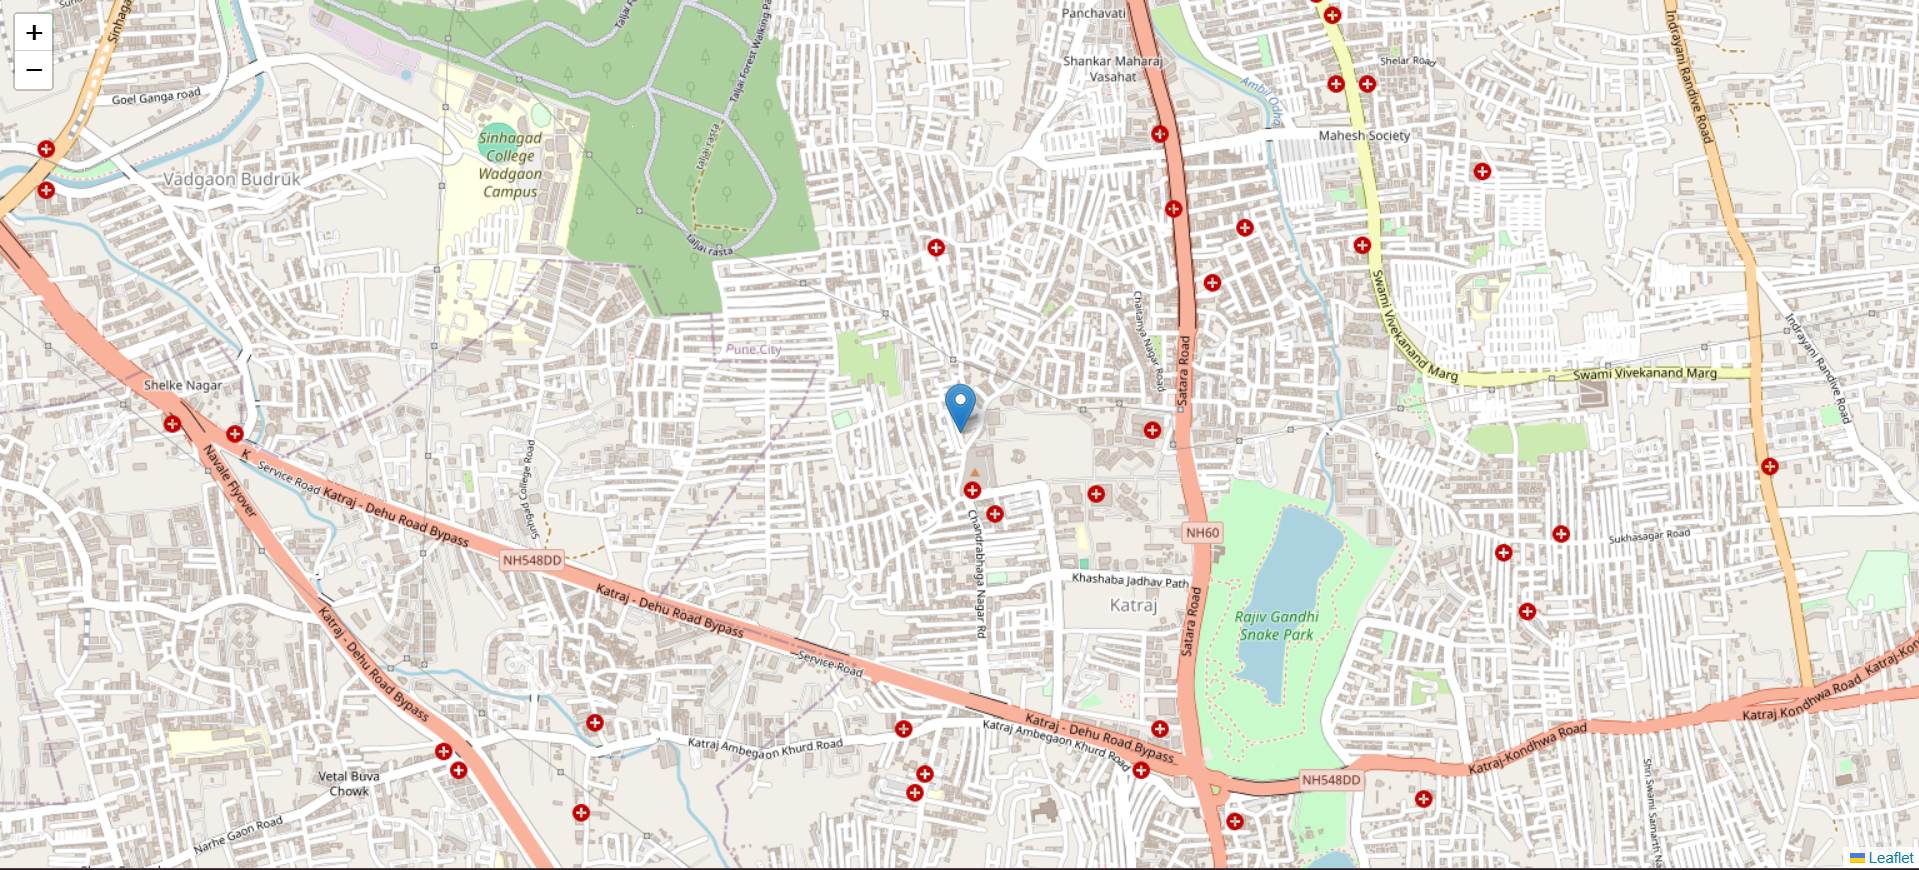 +
−
Sinhaga
Goel Ganga road
Vadgaon Budruk
Sinhagad
College
Wadgaon
Campus
Taljai Forest Walking Pa
taljai rasta
taljai rasta
Panchavati
Shankar Maharaj
Vasahat
Ambil Odha
Shelar Road
Mahesh Society
Indrayani Randive Road
Chaitanya Nagar Road
Satara Road
Swami Vivekanand Marg
Swami Vivekanand Marg
Indrayani Randive Road
Pune City
Shelke Nagar
K
Service Road
Katraj - Dehu Road Bypass
Navale Flyover
Sinhgad College Road
NH548DD
Katraj - Dehu Road Bypass
Katraj - Dehu Road Bypass
Service Road
Chandrabhaga Nagar Rd
NH60
Khashaba Jadhav Path
Katraj
Satara Road
Rajiv Gandhi
Snake Park
Sukhasagar Road
Katraj-Kon
Katraj Kondhwa Road
Katraj-Kondhwa Road
Katraj - Dehu Road Bypass
Katraj Ambegaon Khurd Road
Katraj Ambegaon Khurd Road
NH548DD
Vetal Buva
Chowk
Narhe Gaon Road
Shri Swami Samarth Na
Leaflet